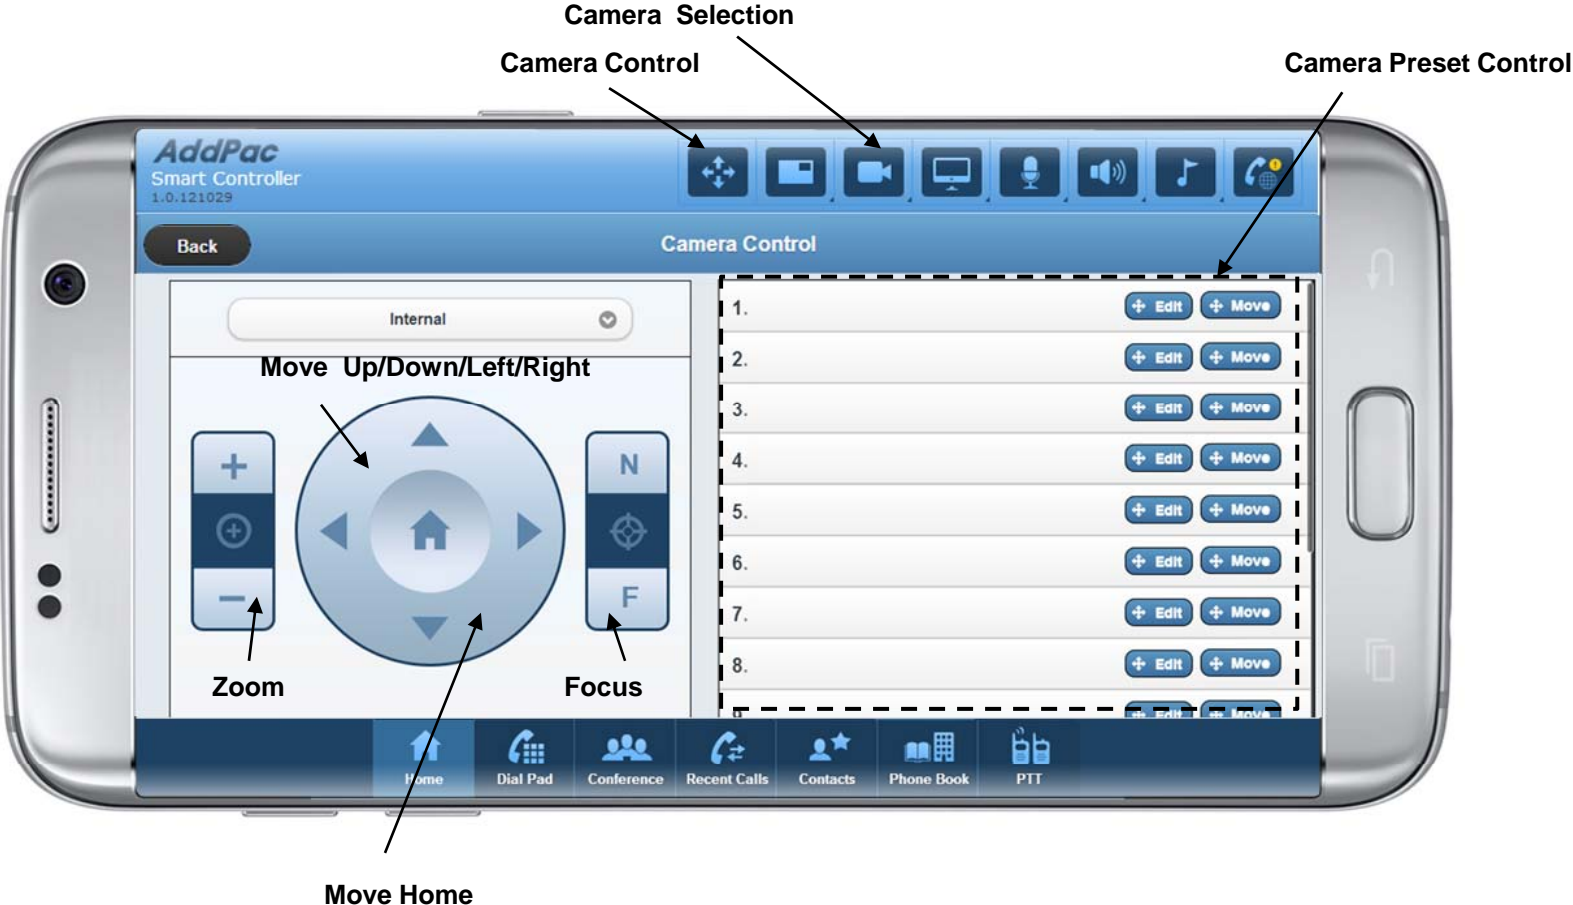 Camera Selection
Camera Control
Camera Preset Control
AddPac
Smart Controller
1.0.121029
Back
Camera Control
Internal
Move Up/Down/Left/Right
N
F
Zoom
Focus
1. Edit Move
2. Edit Move
3. Edit Move
4. Edit Move
5. Edit Move
6. Edit Move
7. Edit Move
8. Edit Move
9. Edit Move
Home
Dial Pad
Conference
Recent Calls
Contacts
Phone Book
PTT
Move Home